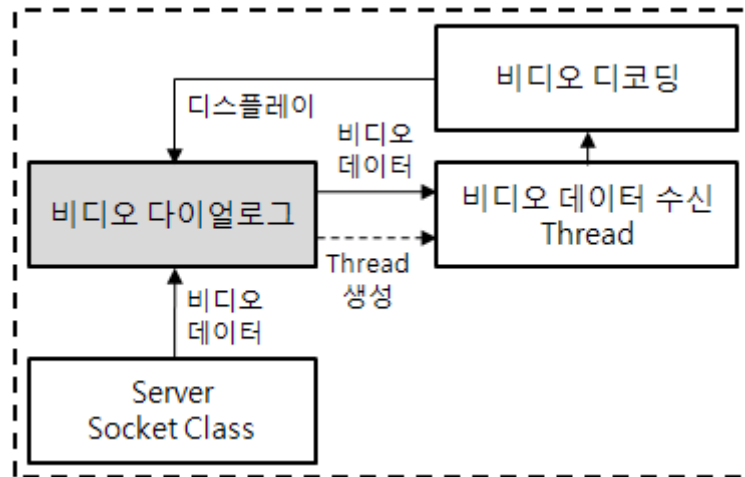 비디오 디코딩
디스플레이
비디오
데이터
비디오 다이얼로그
비디오 데이터 수신
Thread
Thread
생성
비디오
데이터
Server
Socket Class